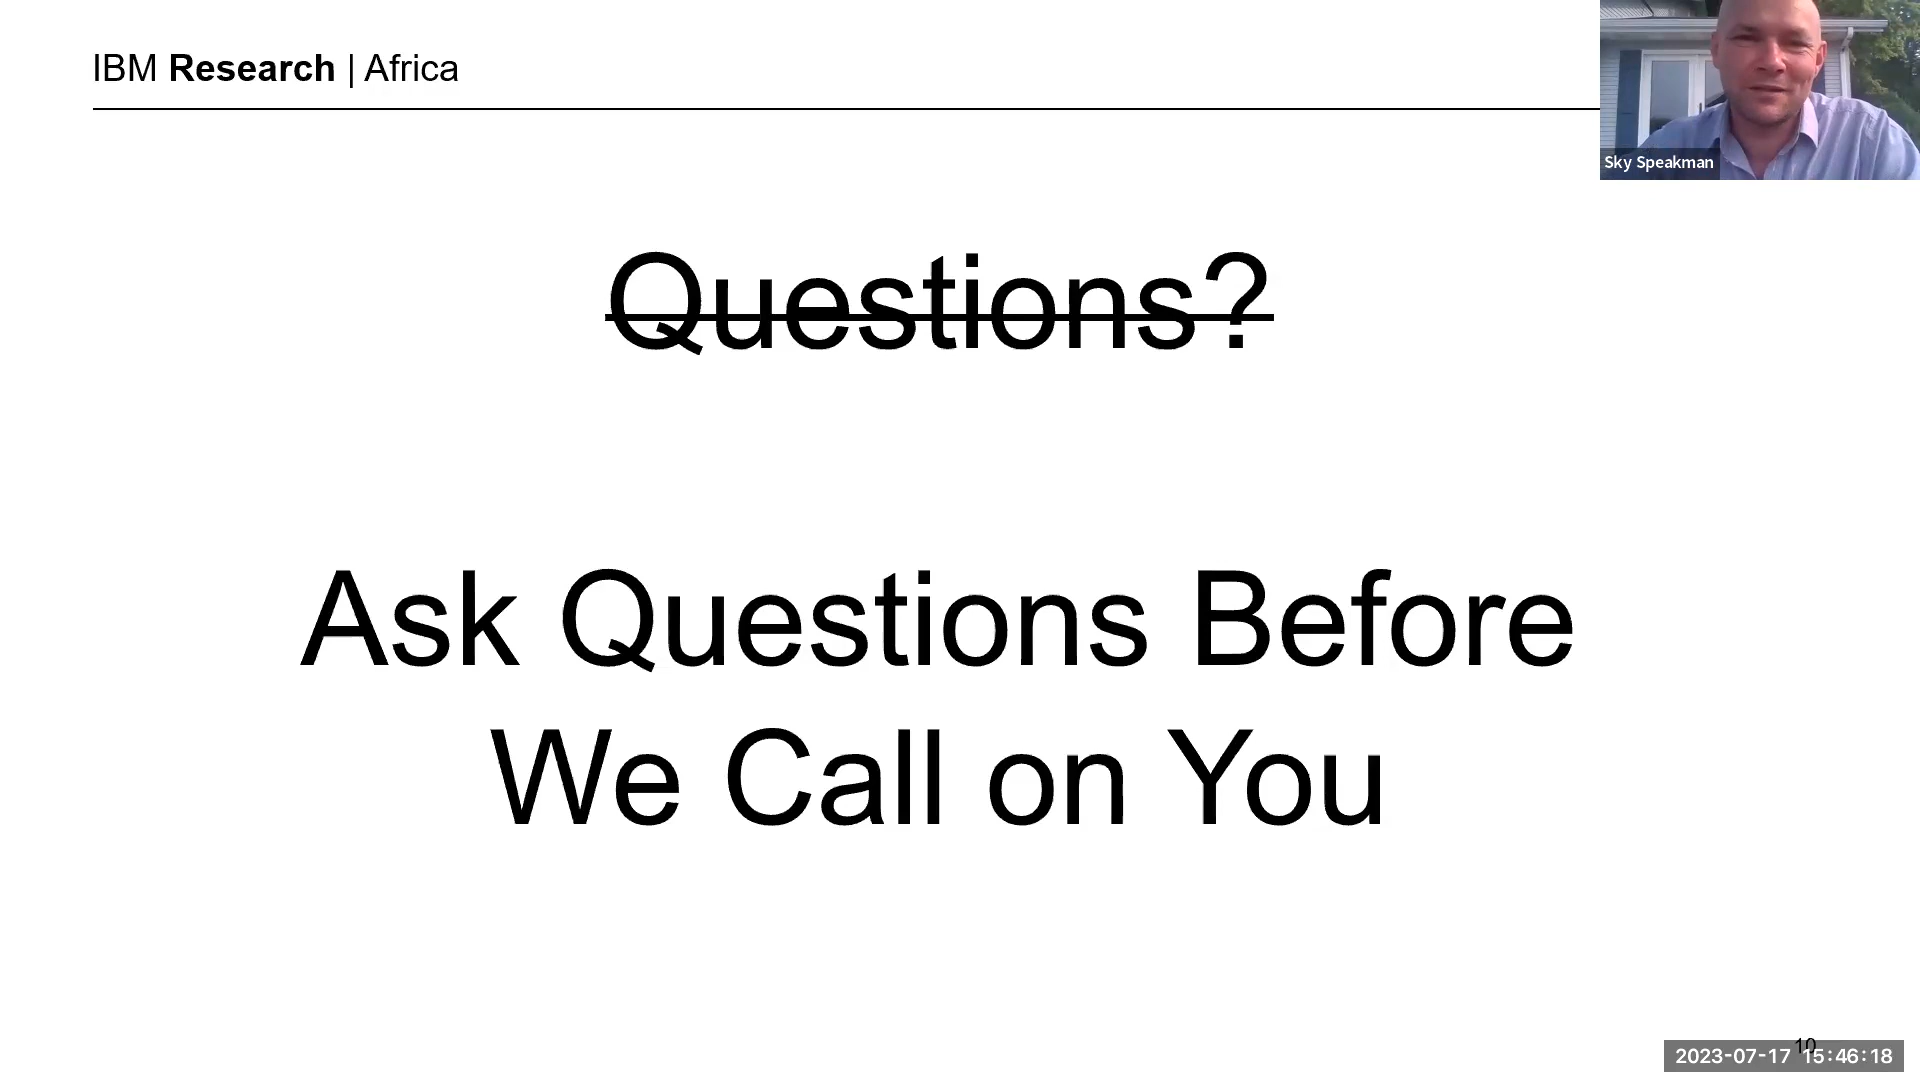 IBM Research | Africa
Sky Speakman
Questions?
Ask Questions Before
We Call on You
10
2023-07-17 15:46:18